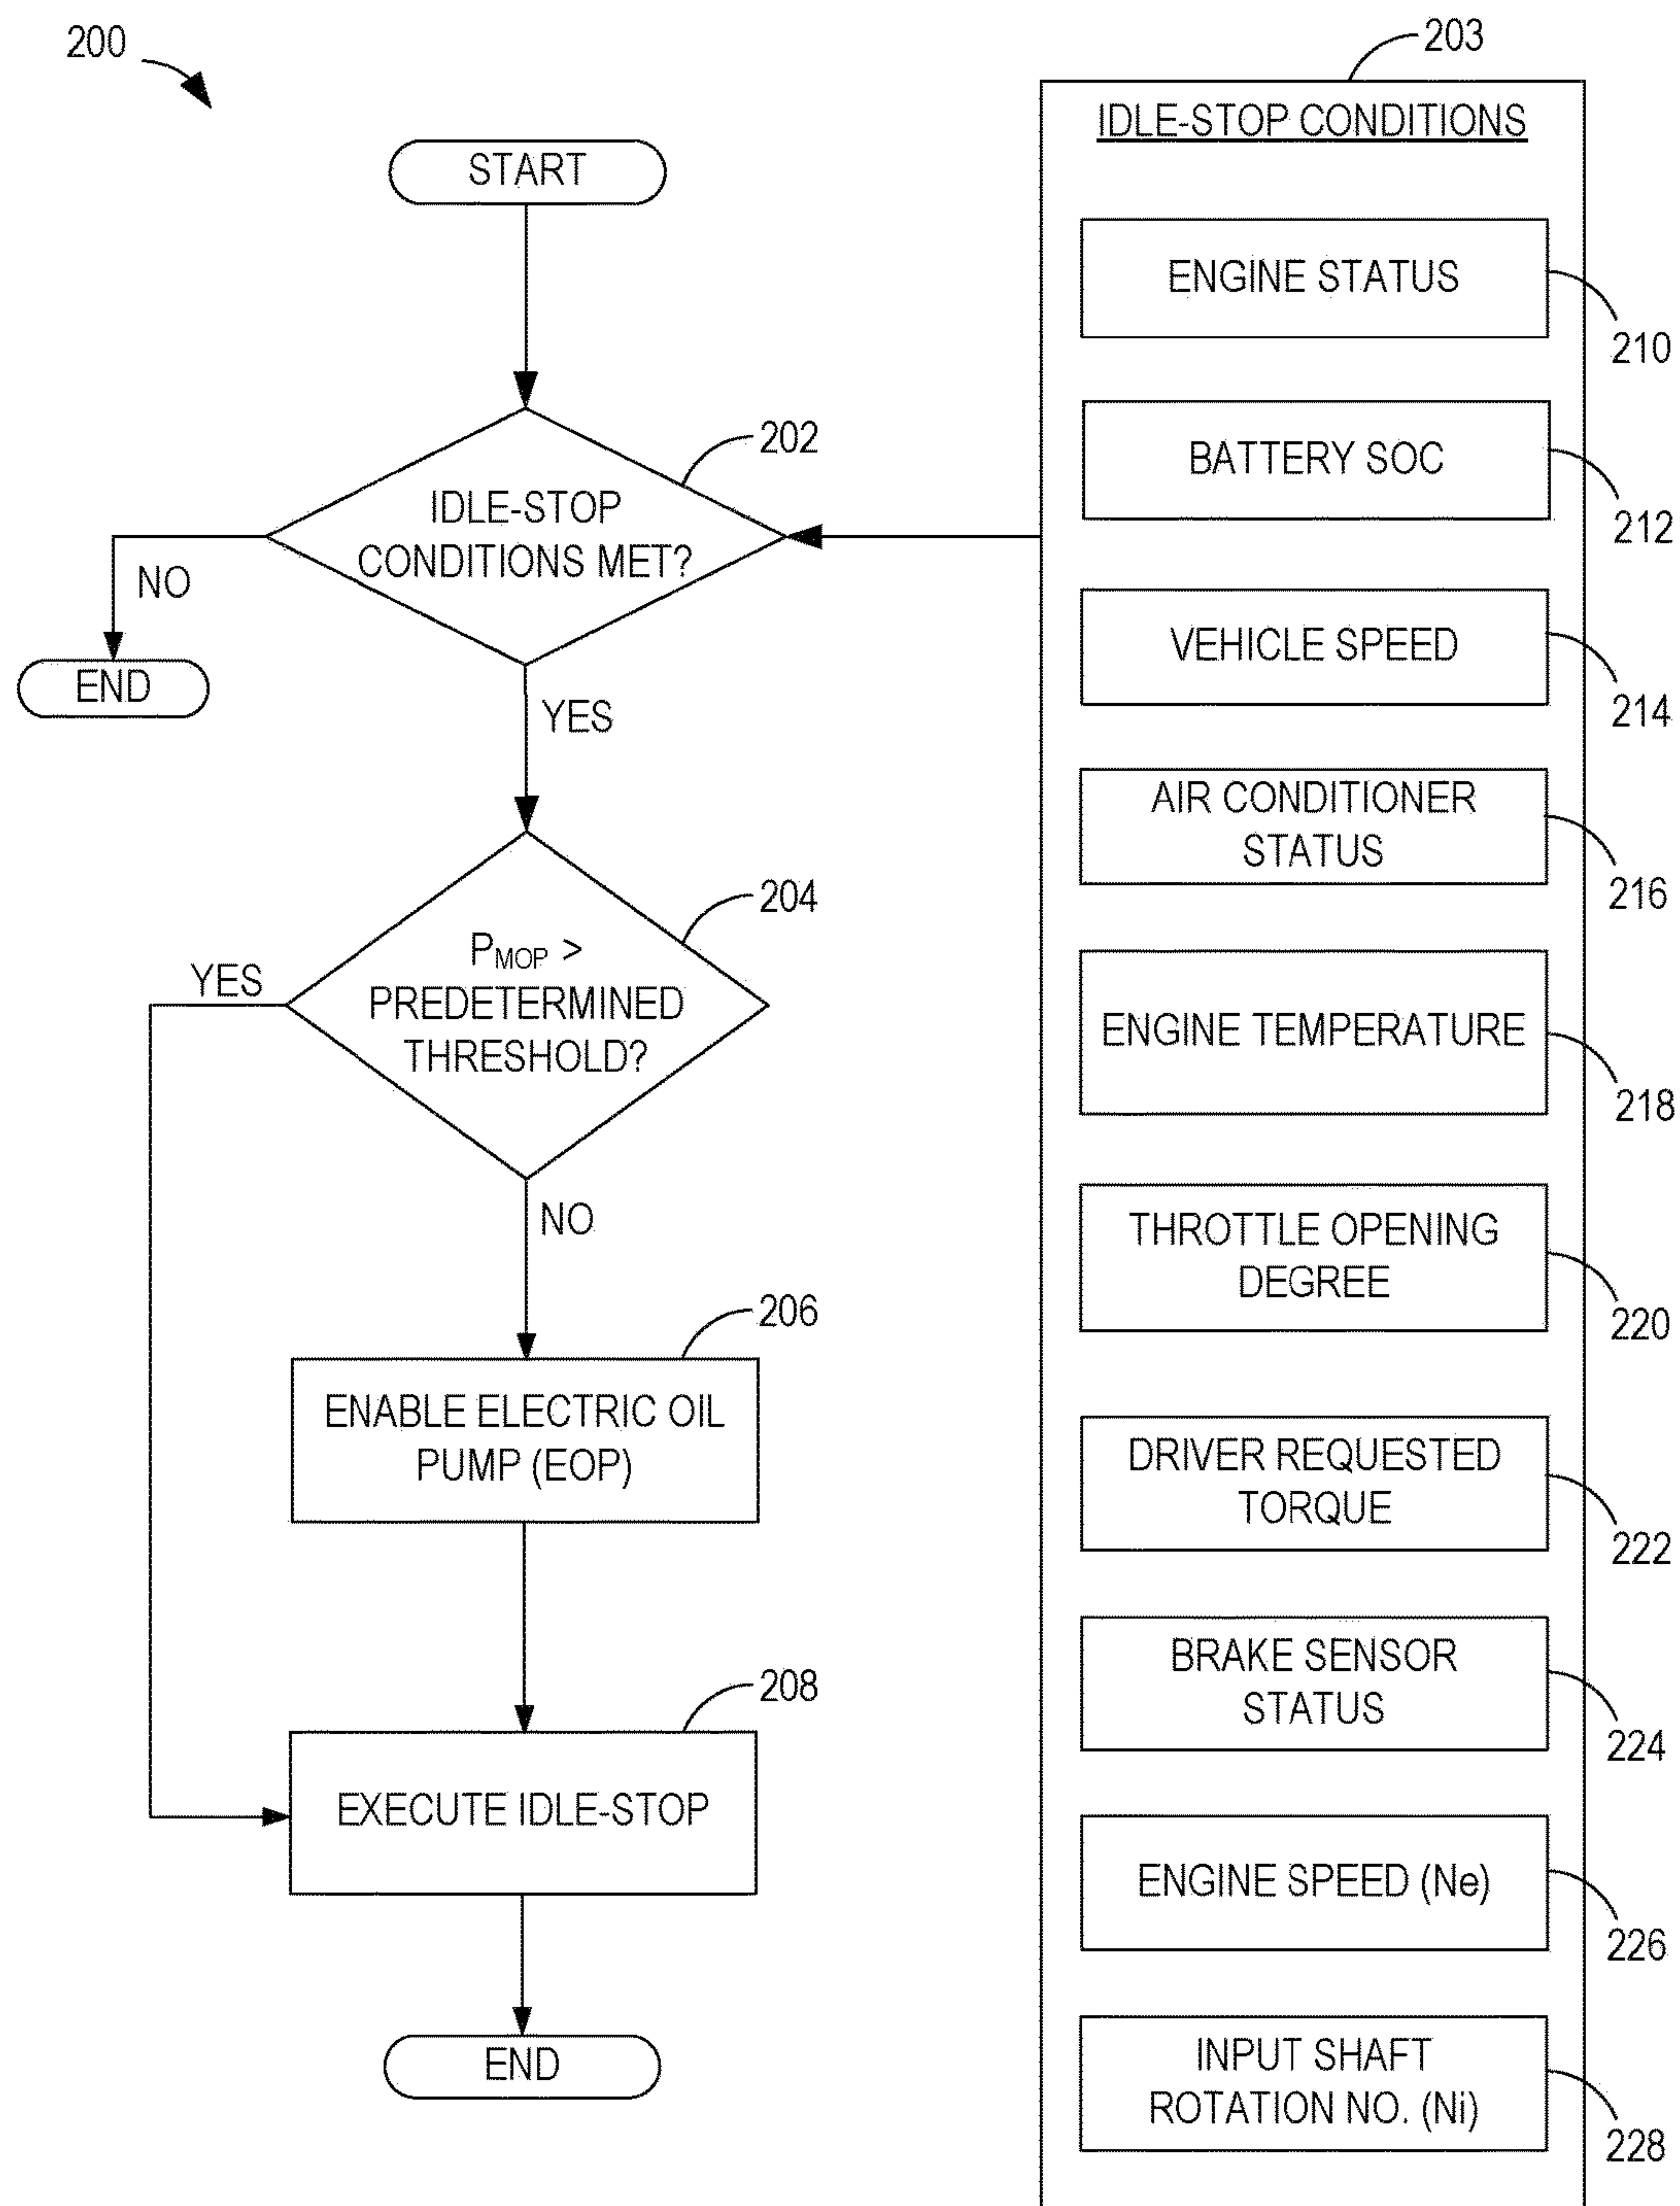 200
START
202
IDLE-STOP
CONDITIONS MET?
NO
END
YES
204
PMOP >
PREDETERMINED
THRESHOLD?
YES
NO
206
ENABLE ELECTRIC OIL
PUMP (EOP)
208
EXECUTE IDLE-STOP
END
203
IDLE-STOP CONDITIONS
ENGINE STATUS
210
BATTERY SOC
212
VEHICLE SPEED
214
AIR CONDITIONER
STATUS
216
ENGINE TEMPERATURE
218
THROTTLE OPENING
DEGREE
220
DRIVER REQUESTED
TORQUE
222
BRAKE SENSOR
STATUS
224
ENGINE SPEED (Ne)
226
INPUT SHAFT
ROTATION NO. (Ni)
228